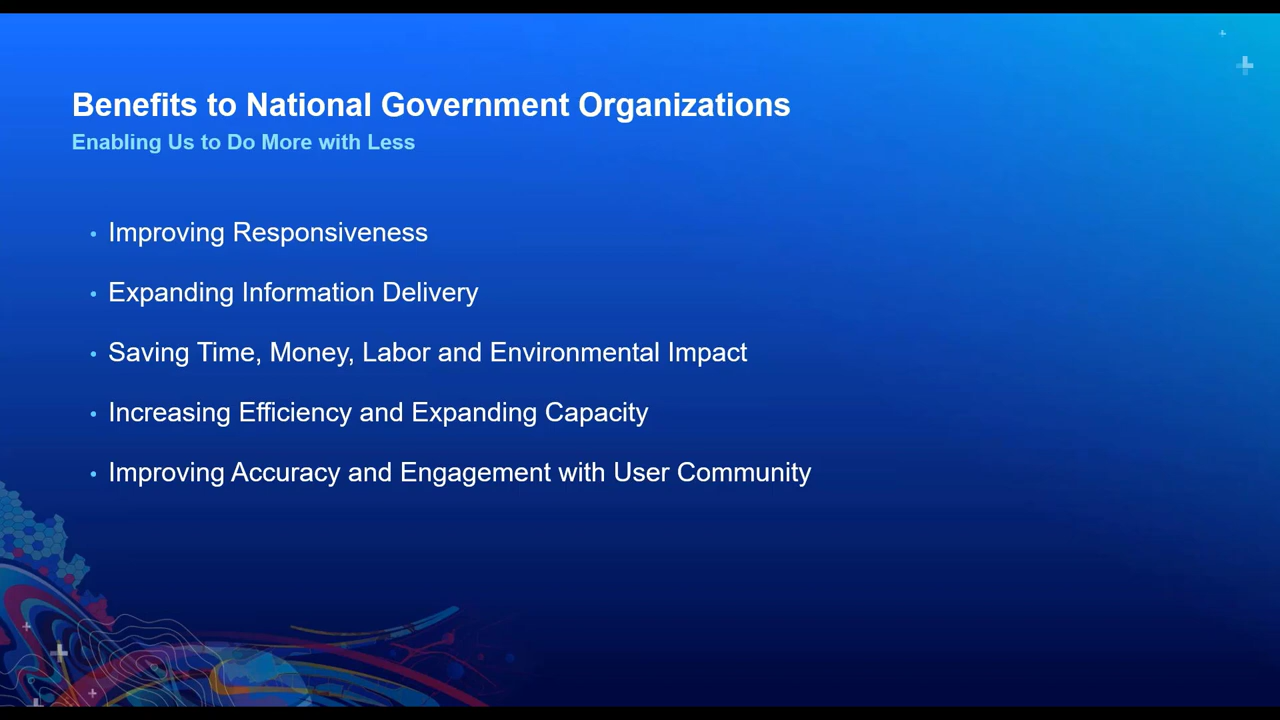 Benefits to National Government Organizations
Enabling Us to Do More with Less
• Improving Responsiveness
• Expanding Information Delivery
• Saving Time, Money, Labor and Environmental Impact
• Increasing Efficiency and Expanding Capacity
• Improving Accuracy and Engagement with User Community